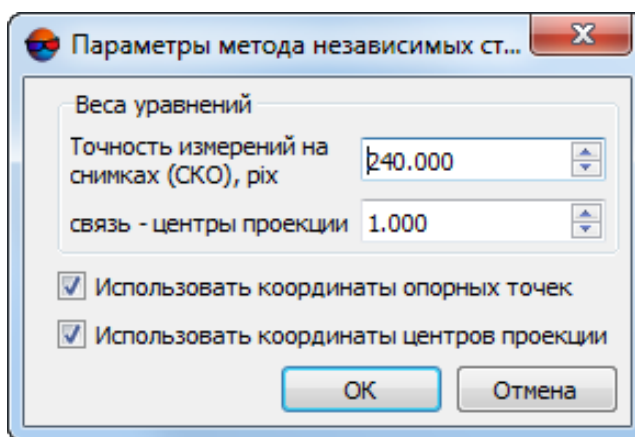 Параметры метода независимых ст...
Веса уравнений
Точность измерений на
снимках (СКО), pix
240.000
связь - центры проекции
1.000
Использовать координаты опорных точек
Использовать координаты центров проекции
ОК
Отмена